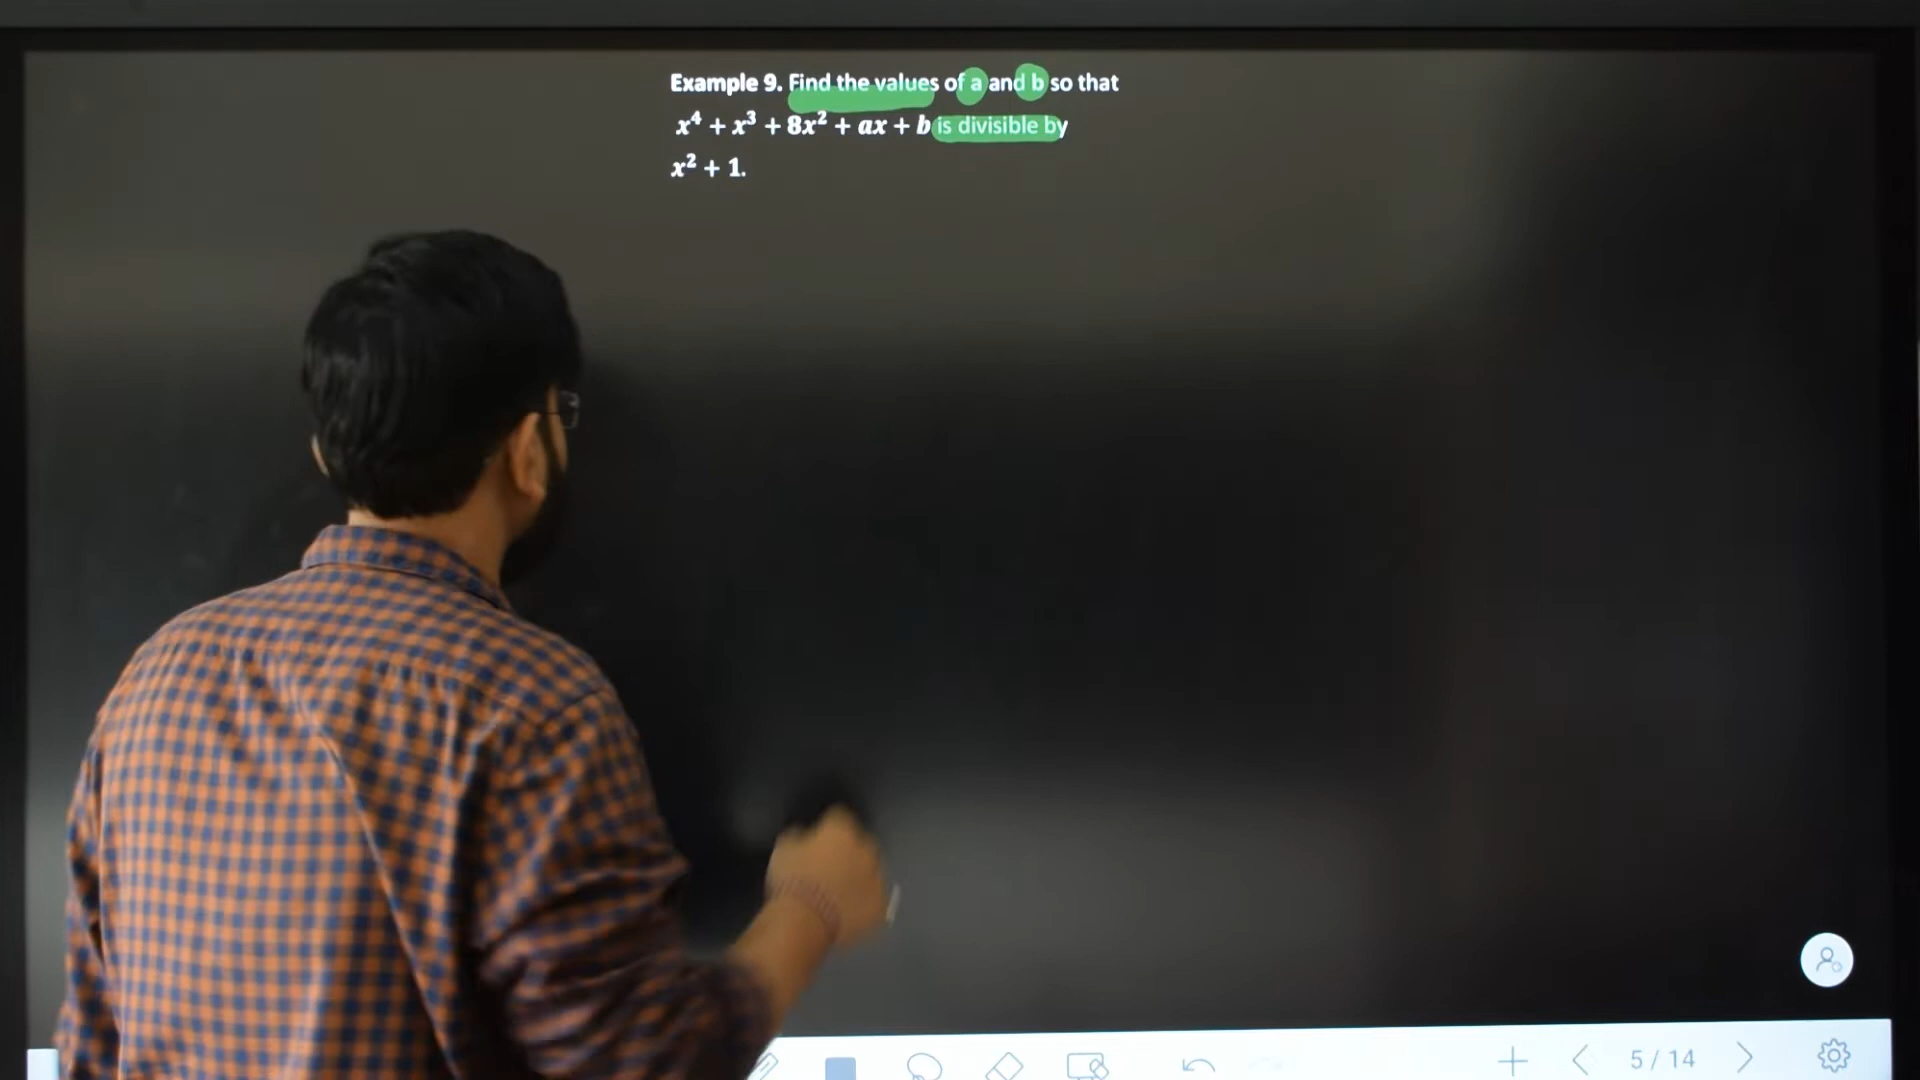 Example 9. Find the values of a and b so that
x⁴ + x³ + 8x² + ax + b is divisible by
x² + 1.
5 / 14